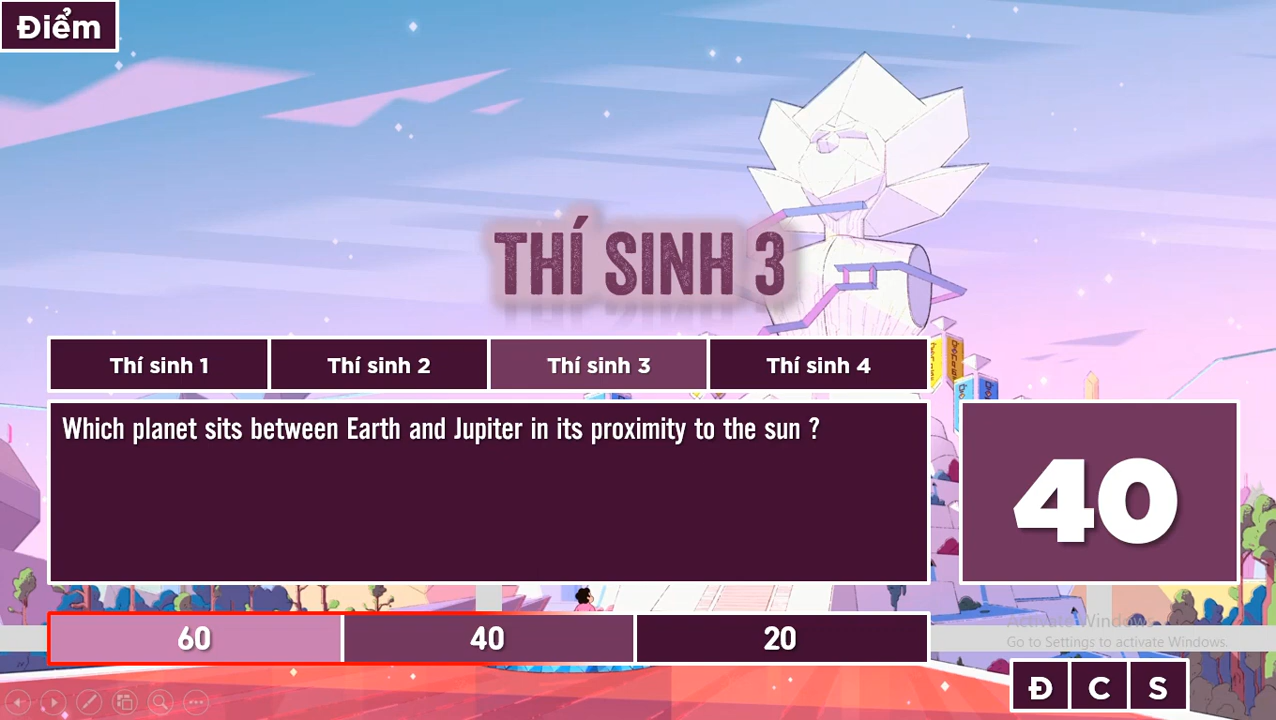 Điểm
THÍ SINH 3
Thí sinh 1
Thí sinh 2
Thí sinh 3
Thí sinh 4
Which planet sits between Earth and Jupiter in its proximity to the sun ?
40
60
40
20
Activate Windows
Go to Settings to activate Windows.
Đ
C
S